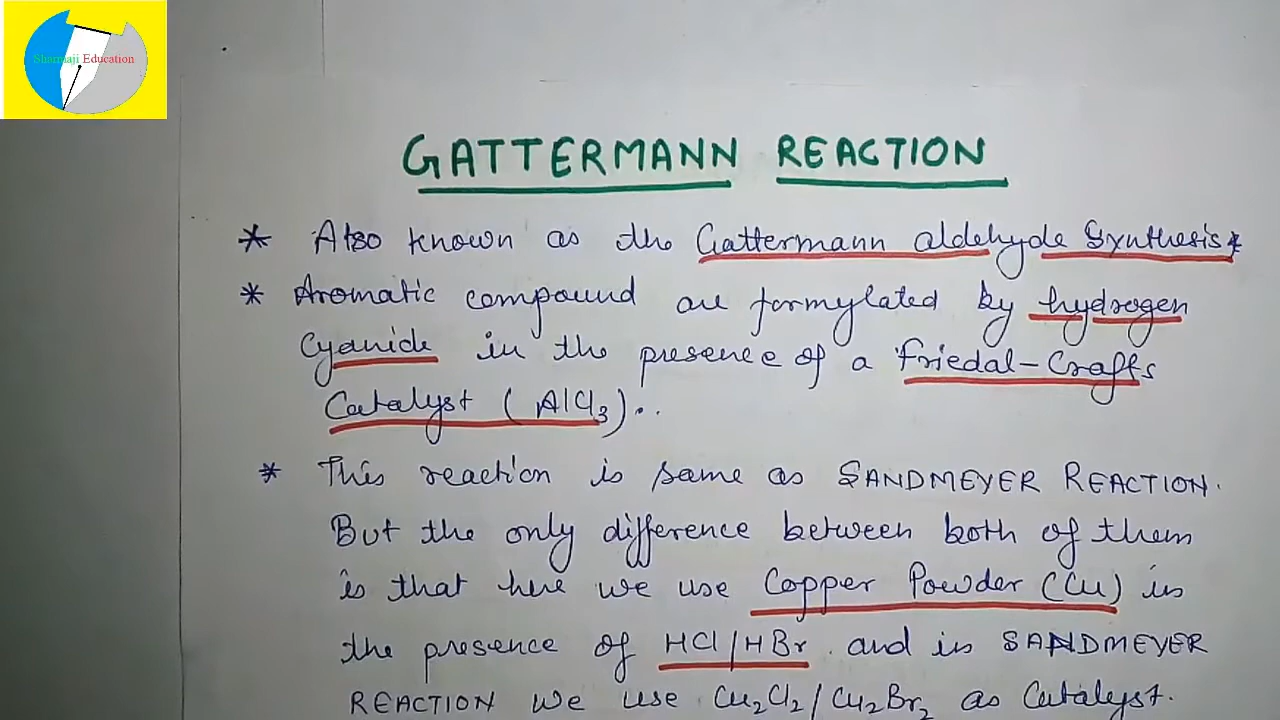 Sharmaji Education
GATTERMANN REACTION
* Also known as the Gattermann aldehyde Synthesis*
* Aromatic compound are formylated by hydrogen
Cyanide in the presence of a Friedal-Crafts
Catalyst (AlCl3)..
* This reaction is same as SANDMEYER REACTION.
But the only difference between both of them
is that here we use Copper Powder (Cu) in
the presence of HCl/HBr. and in SANDMEYER
REACTION we use Cu2Cl2/Cu2Br2 as Catalyst.